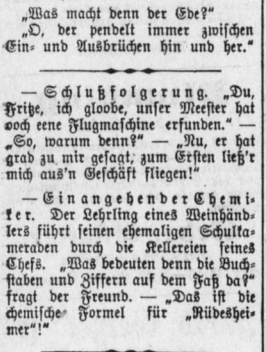 „Was macht denn der Ede?“
„O, der pendelt immer zwischen
Ein- und Ausbrüchen hin und her.“
— Schlußfolgerung. „Du,
Fritze, ich gloobe, unser Meester hat
ooch eene Flugmaschine erfunden.“ —
„So, warum denn?“ — „Nu, er hat
grad zu mir gesagt, zum Ersten ließ'r
mich aus'n Geschäft fliegen!“
— Ein angehender Chemi-
ker. Der Lehrling eines Weinhänd-
lers führt seinen ehemaligen Schulka-
meraden durch die Kellereien seines
Chefs. „Was bedeuten denn die Buch-
staben und Ziffern auf dem Faß da?“
fragt der Freund. — „Das ist die
chemische Formel für „Rüdeshei-
mer“!“